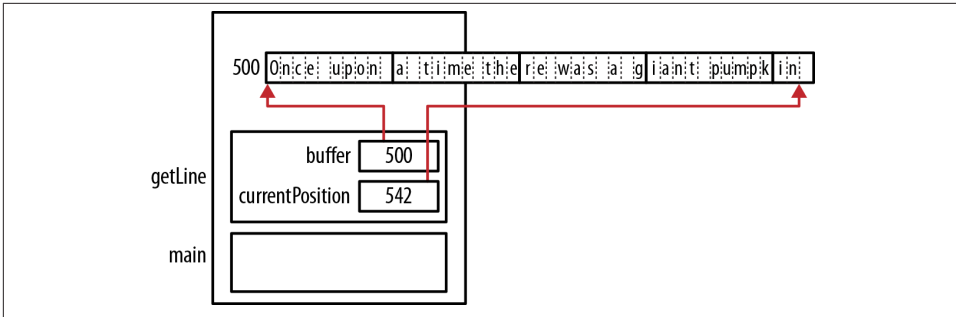 500 Once upon a time there was a giant pumpkin
buffer 500
getLine
currentPosition 542
main